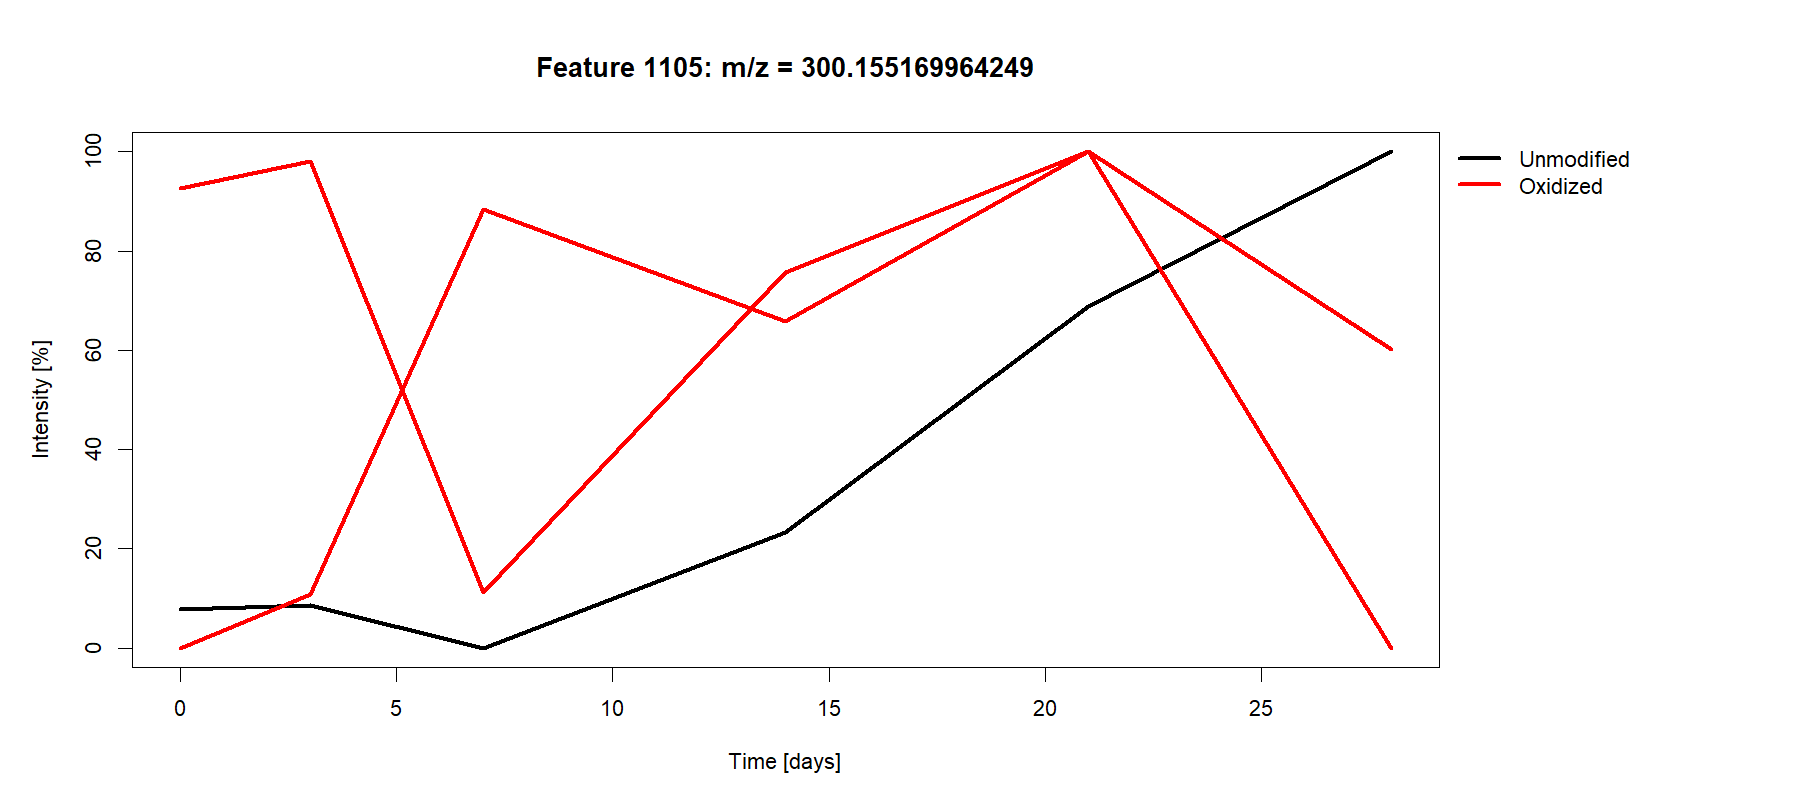 Feature 1105: m/z = 300.155169964249
Unmodified
Oxidized
Intensity [%]
100
80
60
40
20
0
0 5 10 15 20 25
Time [days]